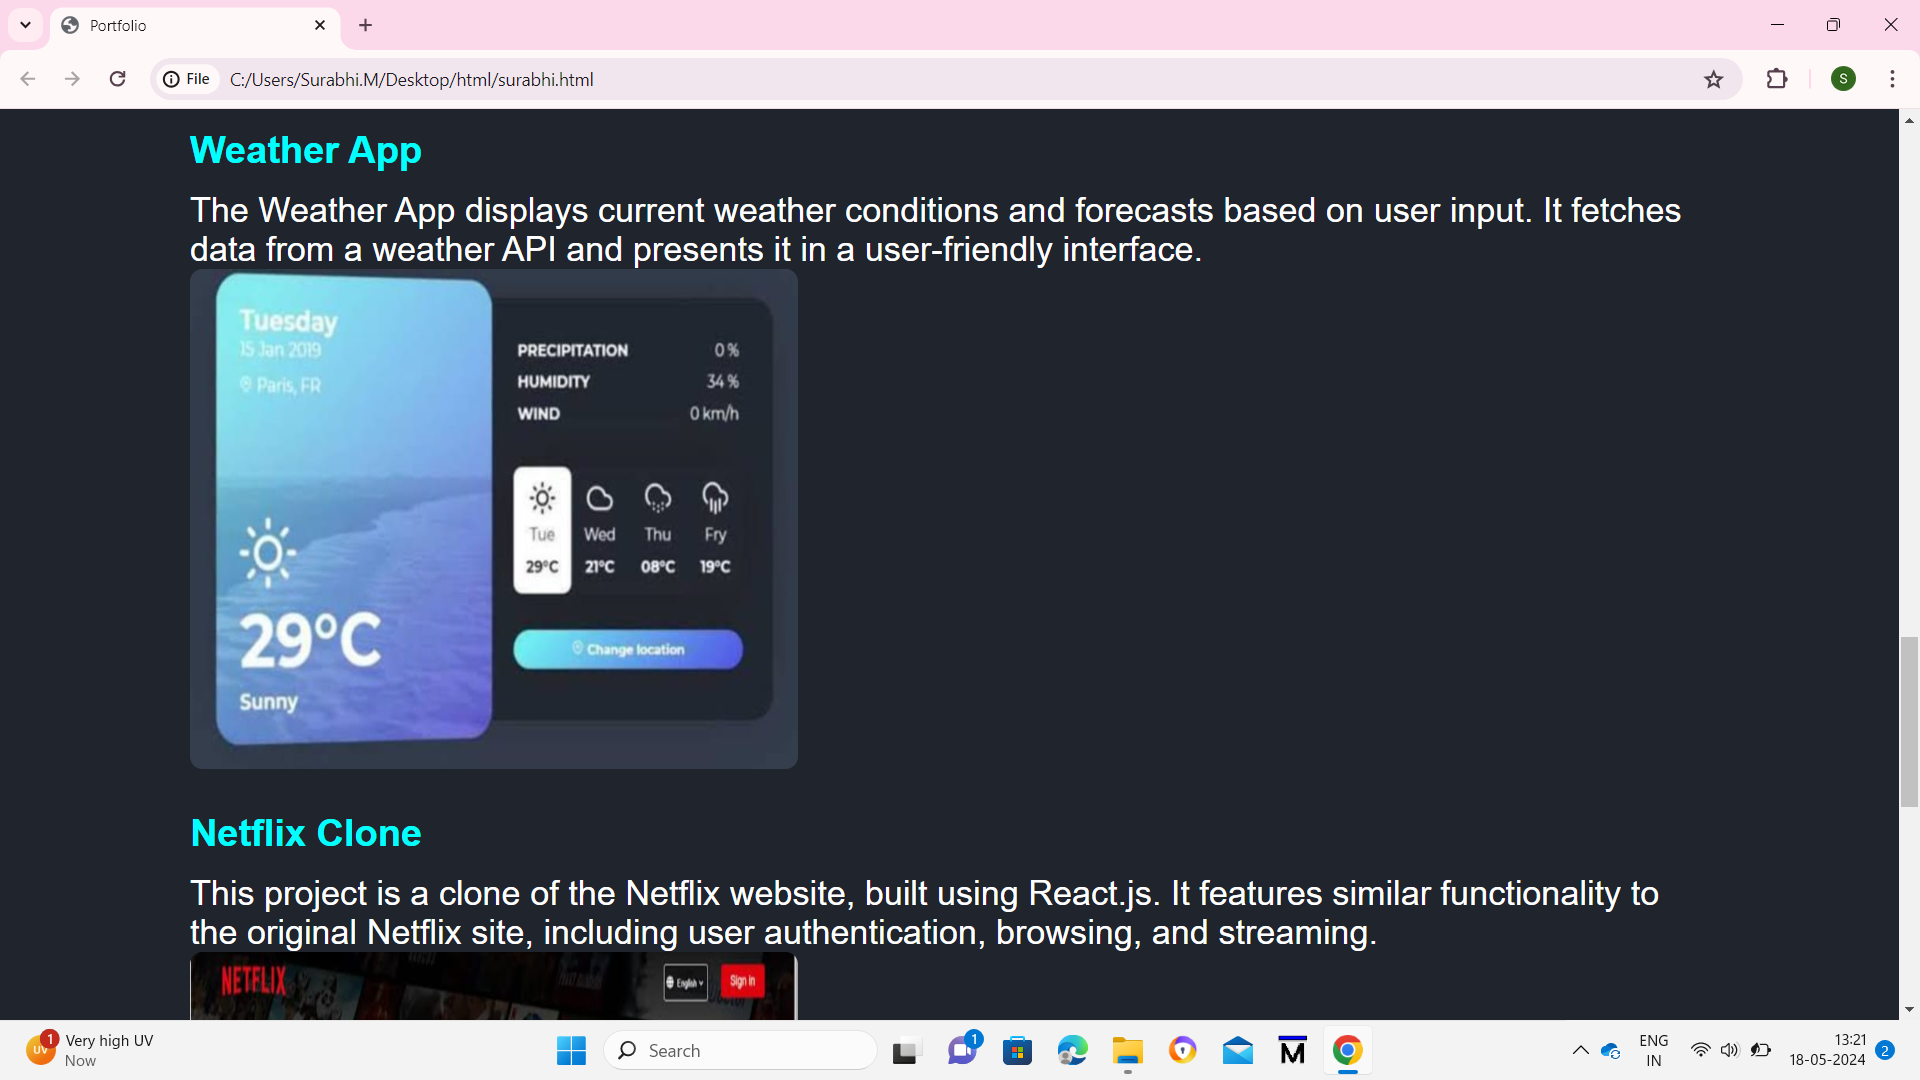 Portfolio
File
C:/Users/Surabhi.M/Desktop/html/surabhi.html
S
Weather App
The Weather App displays current weather conditions and forecasts based on user input. It fetches
data from a weather API and presents it in a user-friendly interface.
Tuesday
15 Jan 2019
Paris, FR
29°C
Sunny
PRECIPITATION 0 %
HUMIDITY 34 %
WIND 0 km/h
Tue Wed Thu Fry
29°C 21°C 08°C 19°C
Change location
Netflix Clone
This project is a clone of the Netflix website, built using React.js. It features similar functionality to
the original Netflix site, including user authentication, browsing, and streaming.
NETFLIX
English
Sign In
UV
1
Very high UV
Now
Search
1
M
ENG
IN
13:21
18-05-2024
2